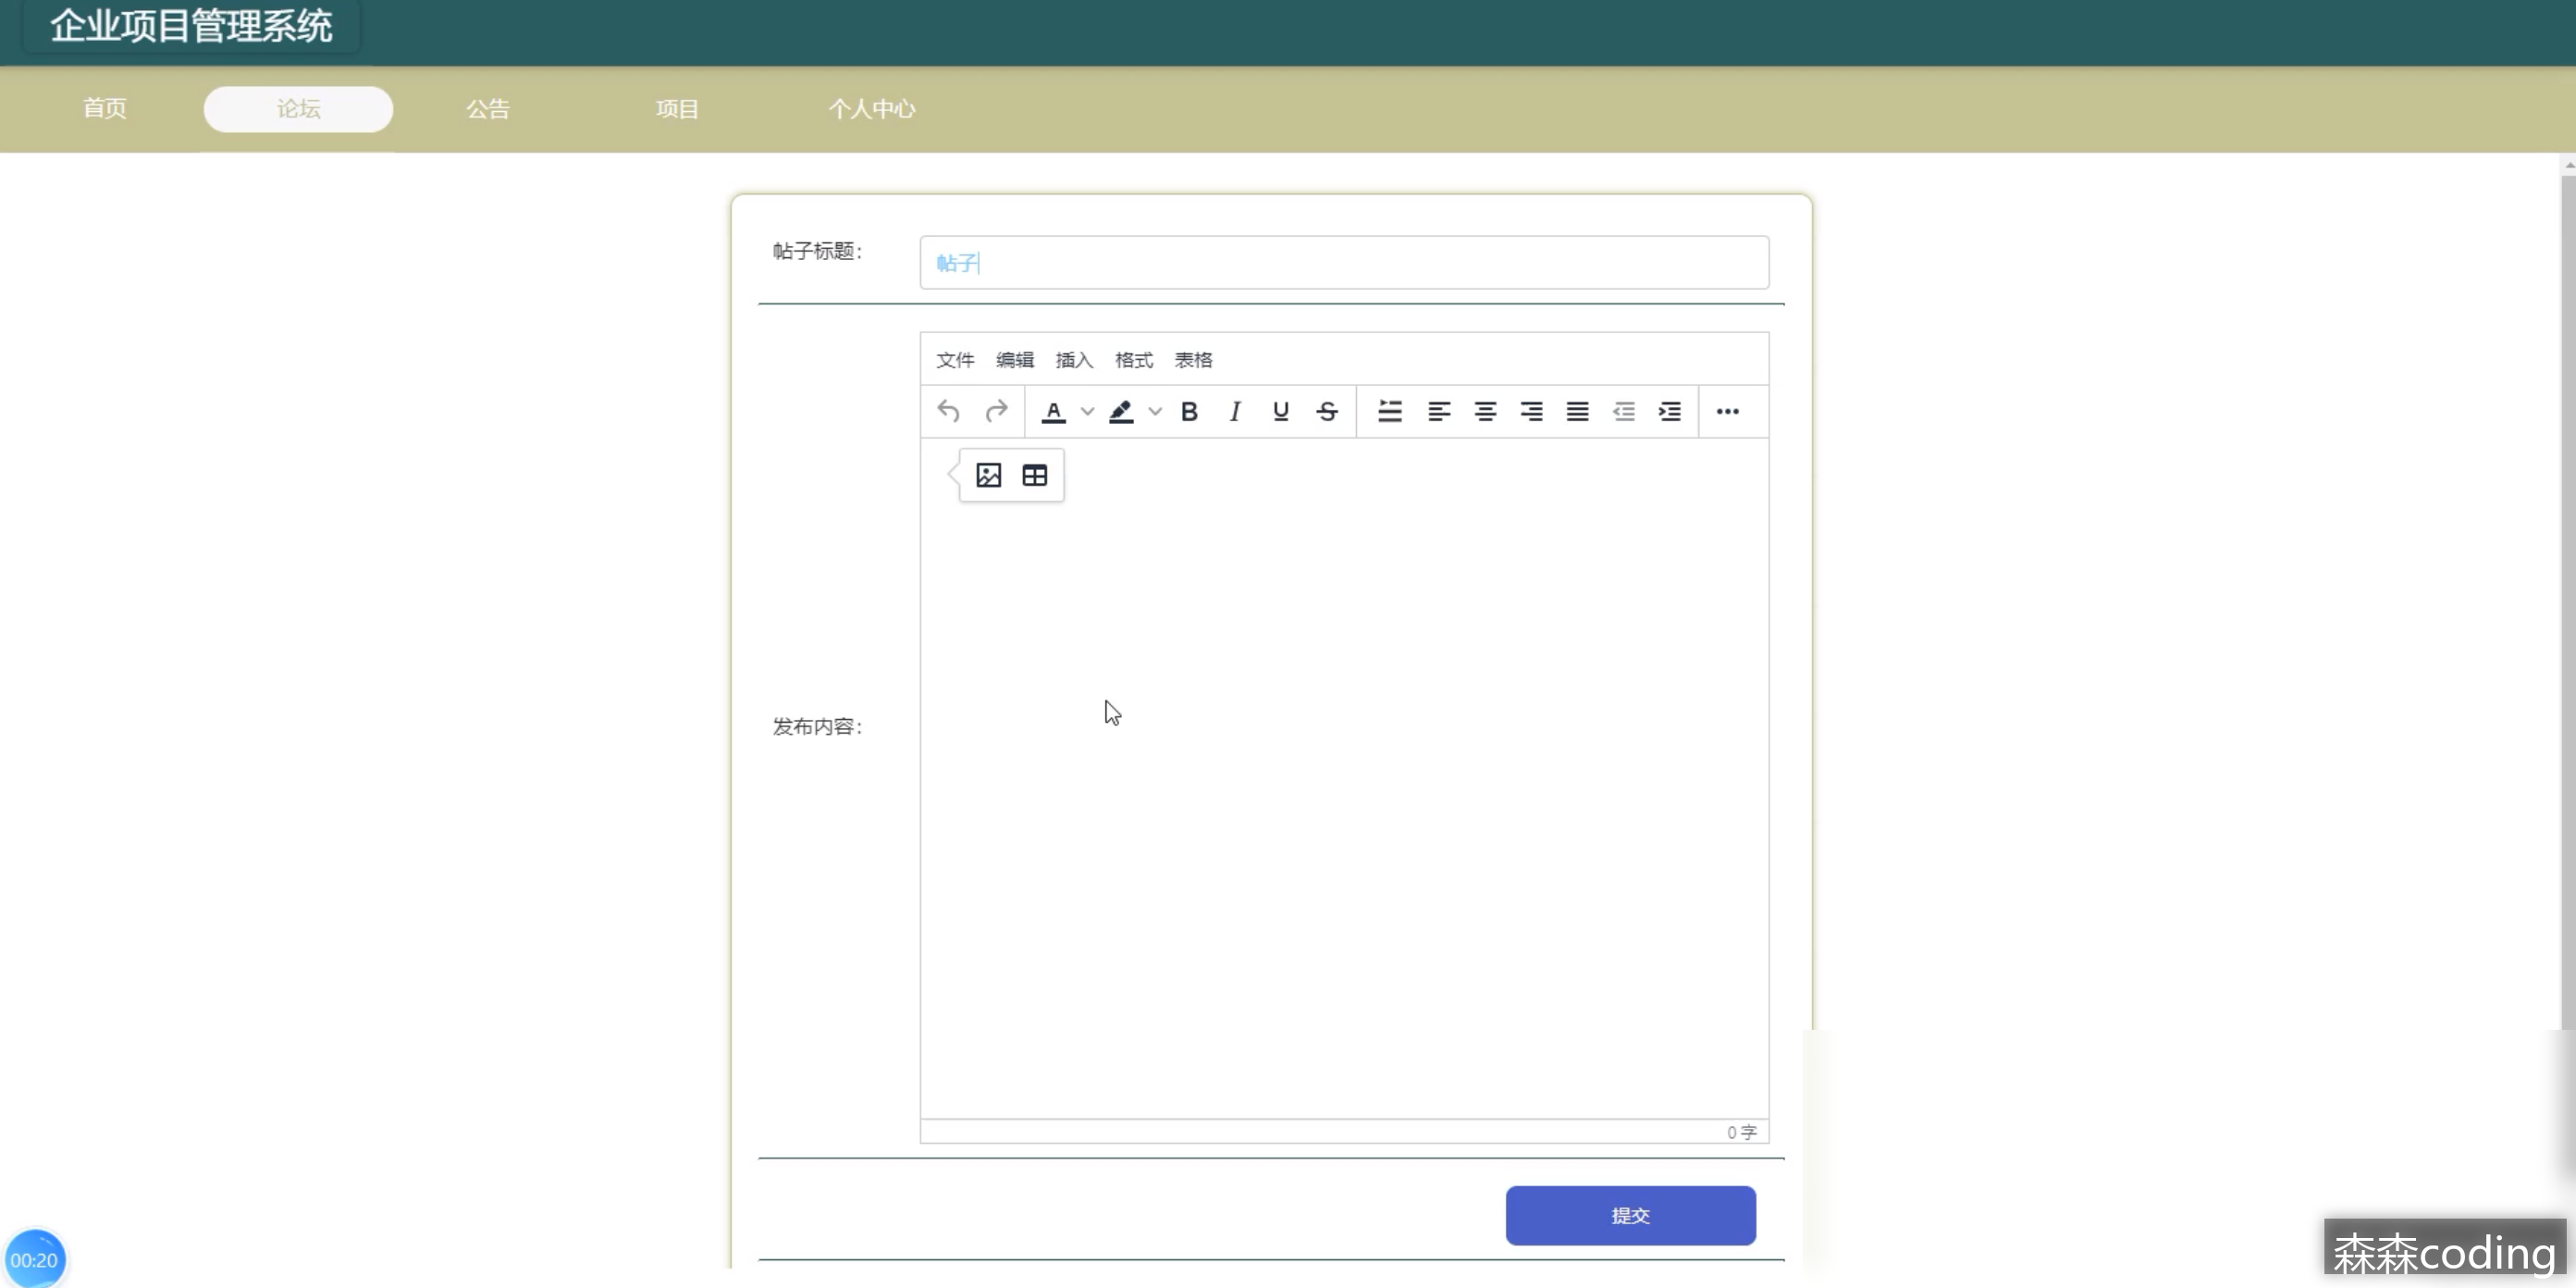 企业项目管理系统
首页 论坛 公告 项目 个人中心
帖子标题：
帖子
文件 编辑 插入 格式 表格
发布内容：
0 字
提交
00:20
森森coding